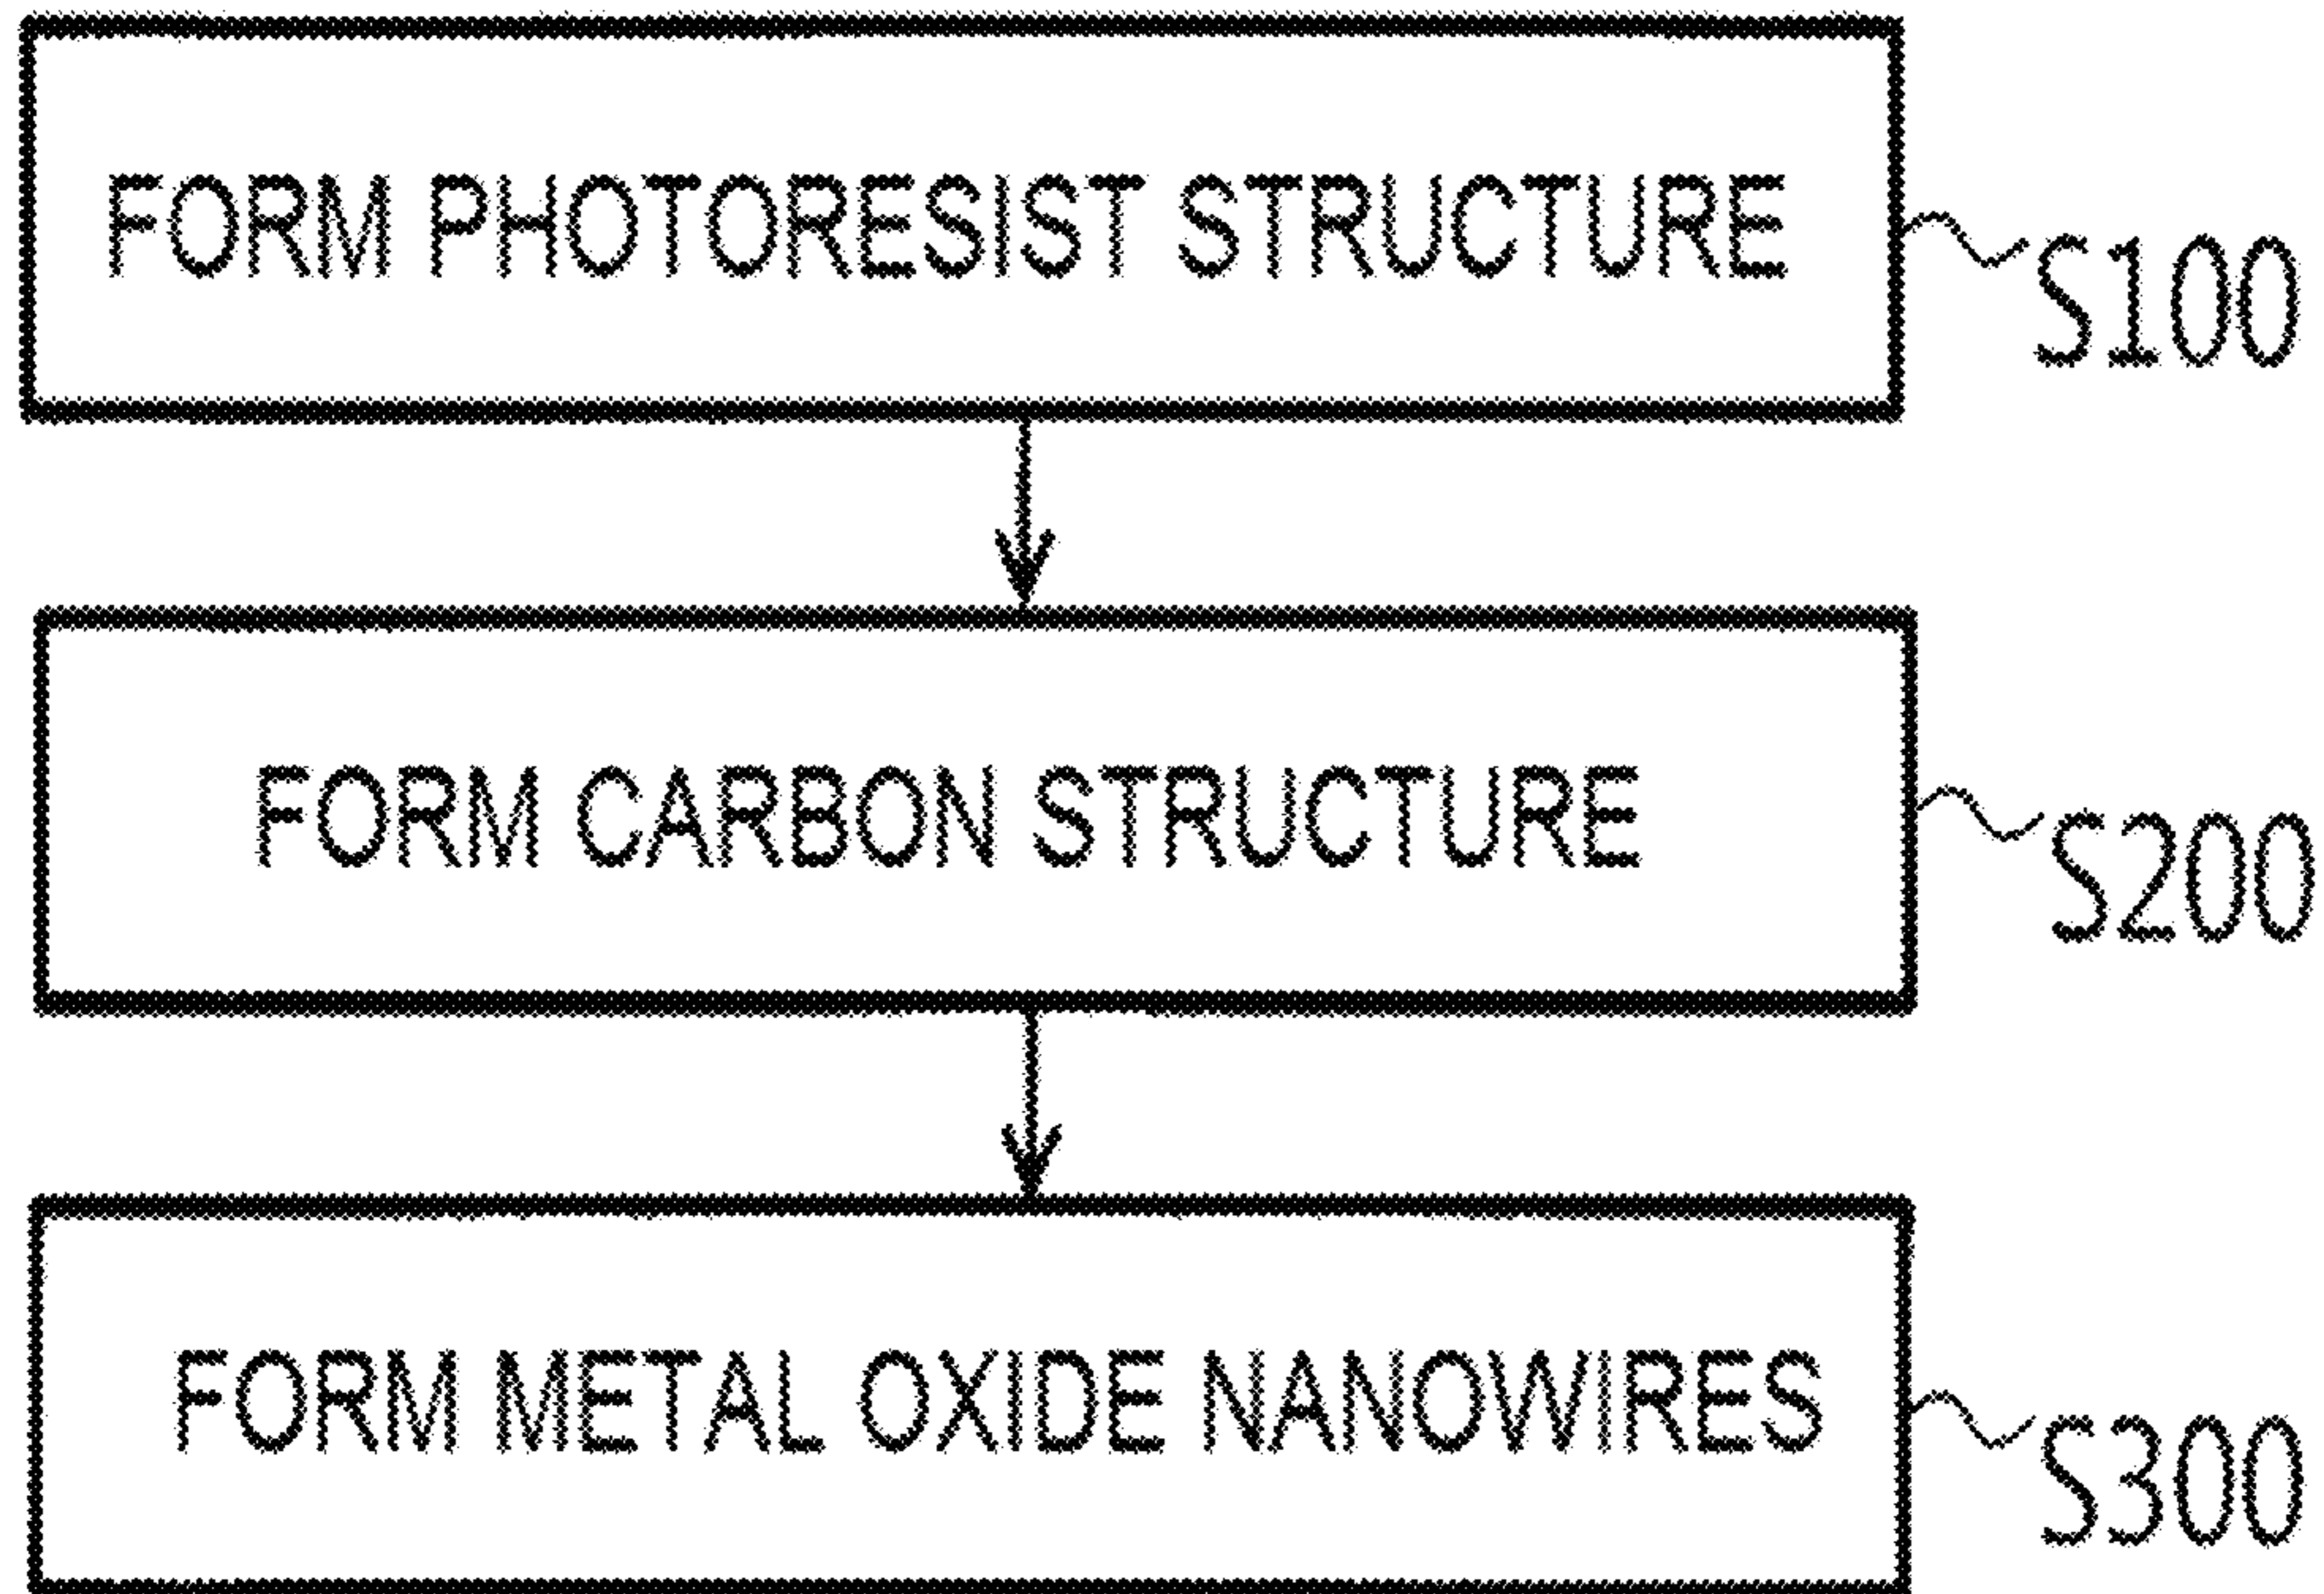 FORM PHOTORESIST STRUCTURE
S100
FORM CARBON STRUCTURE
S200
FORM METAL OXIDE NANOWIRES
S300